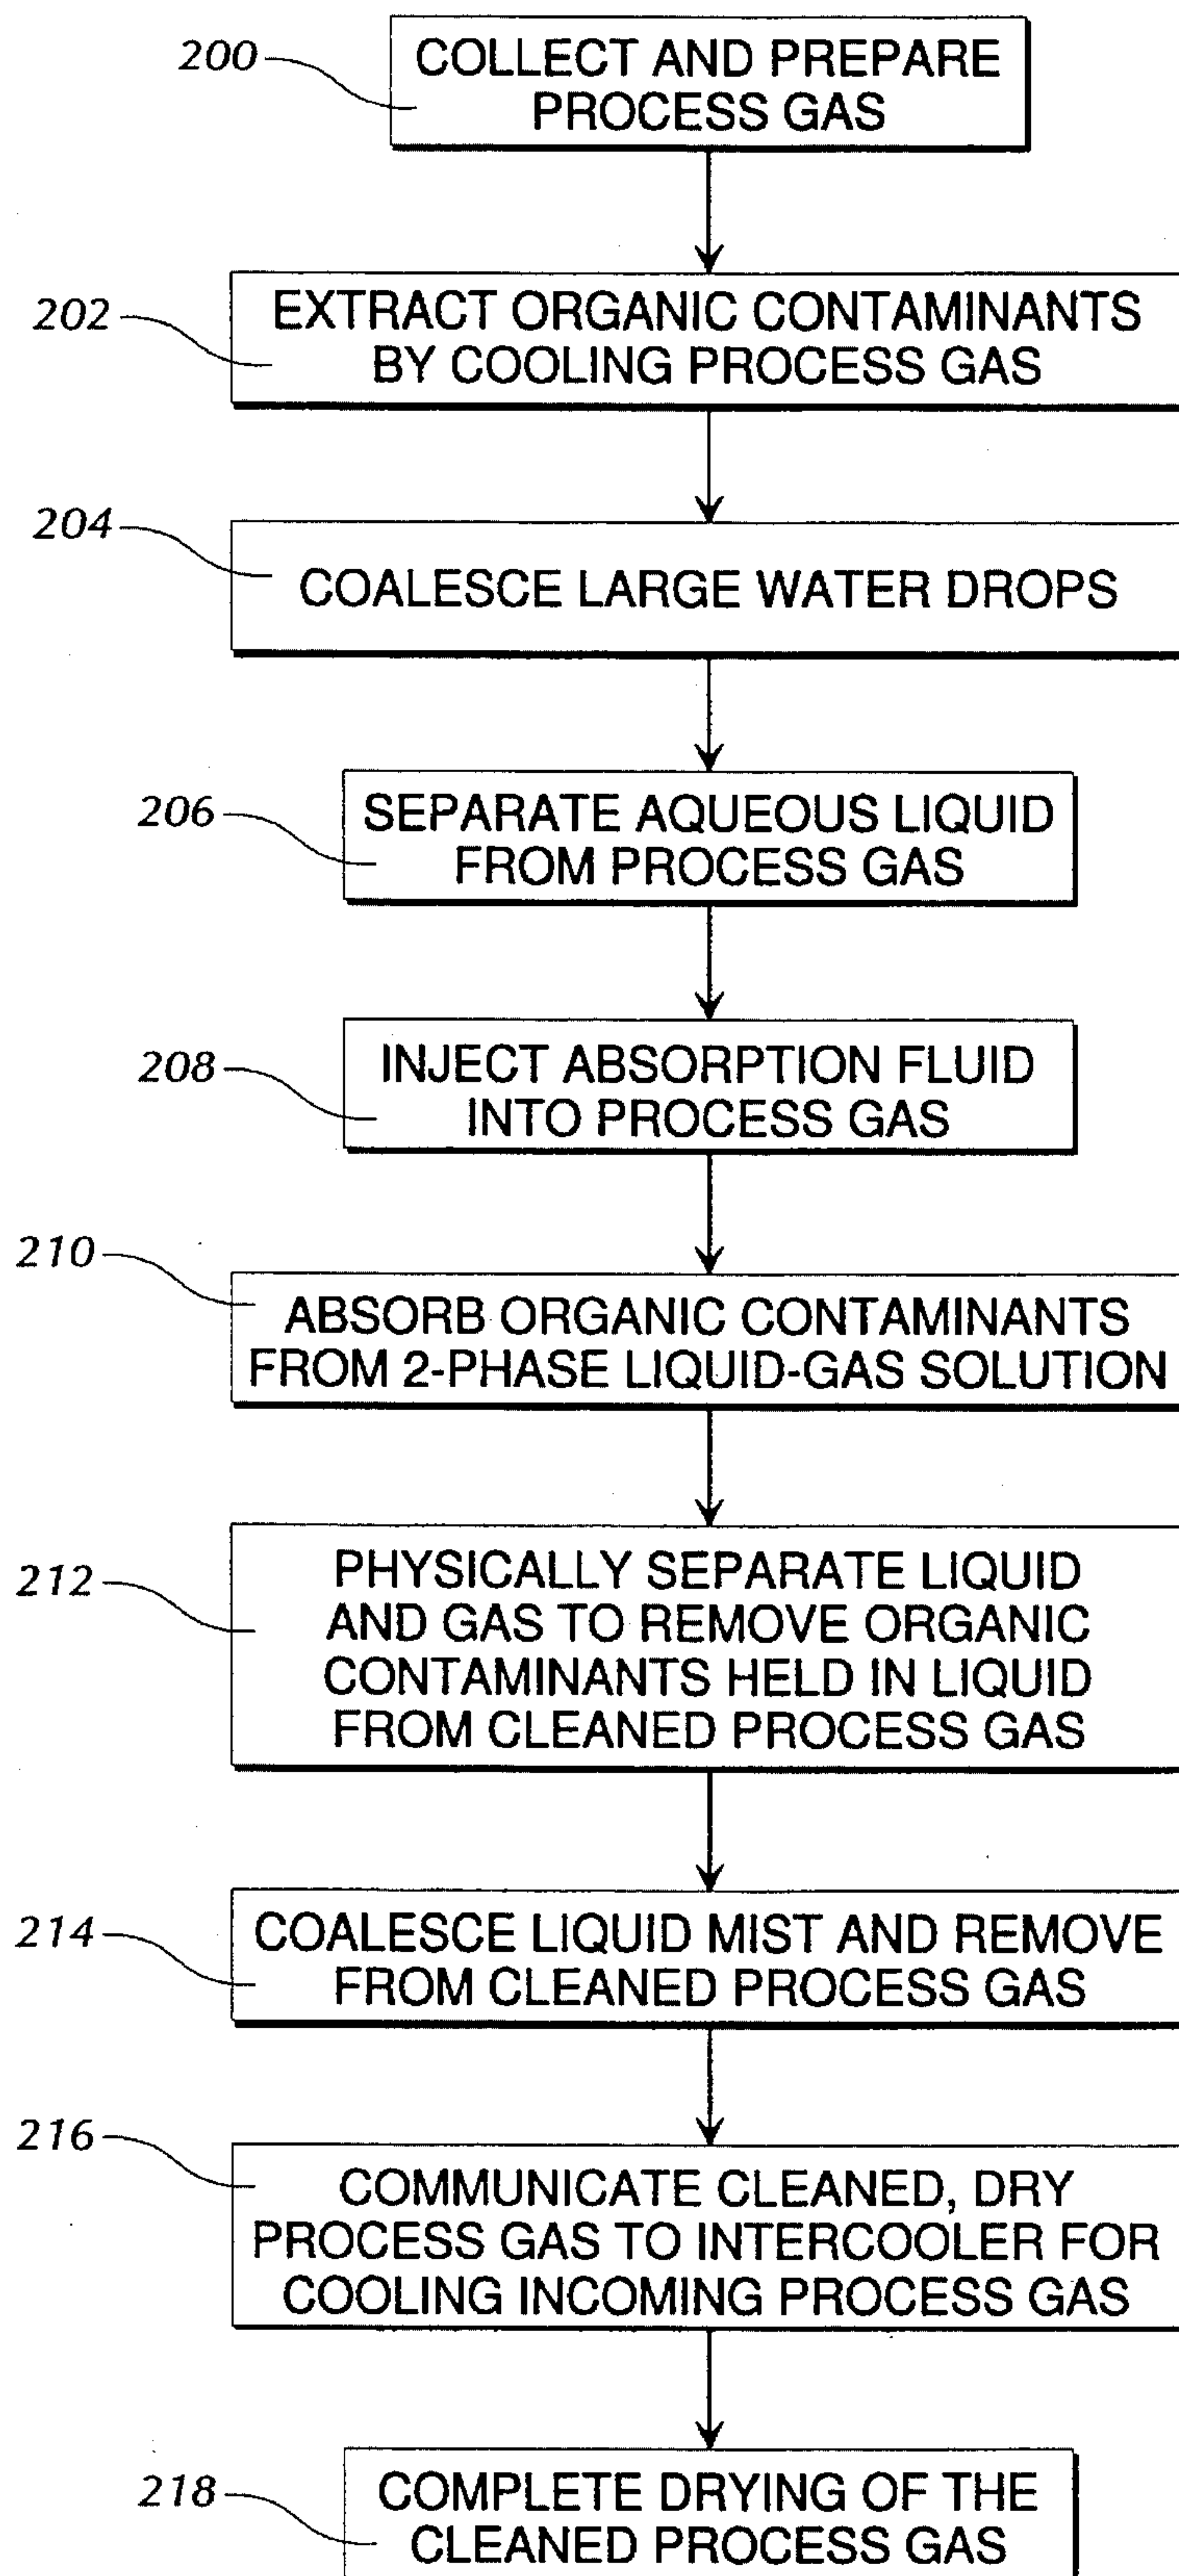 200
COLLECT AND PREPARE
PROCESS GAS
202
EXTRACT ORGANIC CONTAMINANTS
BY COOLING PROCESS GAS
204
COALESCE LARGE WATER DROPS
206
SEPARATE AQUEOUS LIQUID
FROM PROCESS GAS
208
INJECT ABSORPTION FLUID
INTO PROCESS GAS
210
ABSORB ORGANIC CONTAMINANTS
FROM 2-PHASE LIQUID-GAS SOLUTION
212
PHYSICALLY SEPARATE LIQUID
AND GAS TO REMOVE ORGANIC
CONTAMINANTS HELD IN LIQUID
FROM CLEANED PROCESS GAS
214
COALESCE LIQUID MIST AND REMOVE
FROM CLEANED PROCESS GAS
216
COMMUNICATE CLEANED, DRY
PROCESS GAS TO INTERCOOLER FOR
COOLING INCOMING PROCESS GAS
218
COMPLETE DRYING OF THE
CLEANED PROCESS GAS